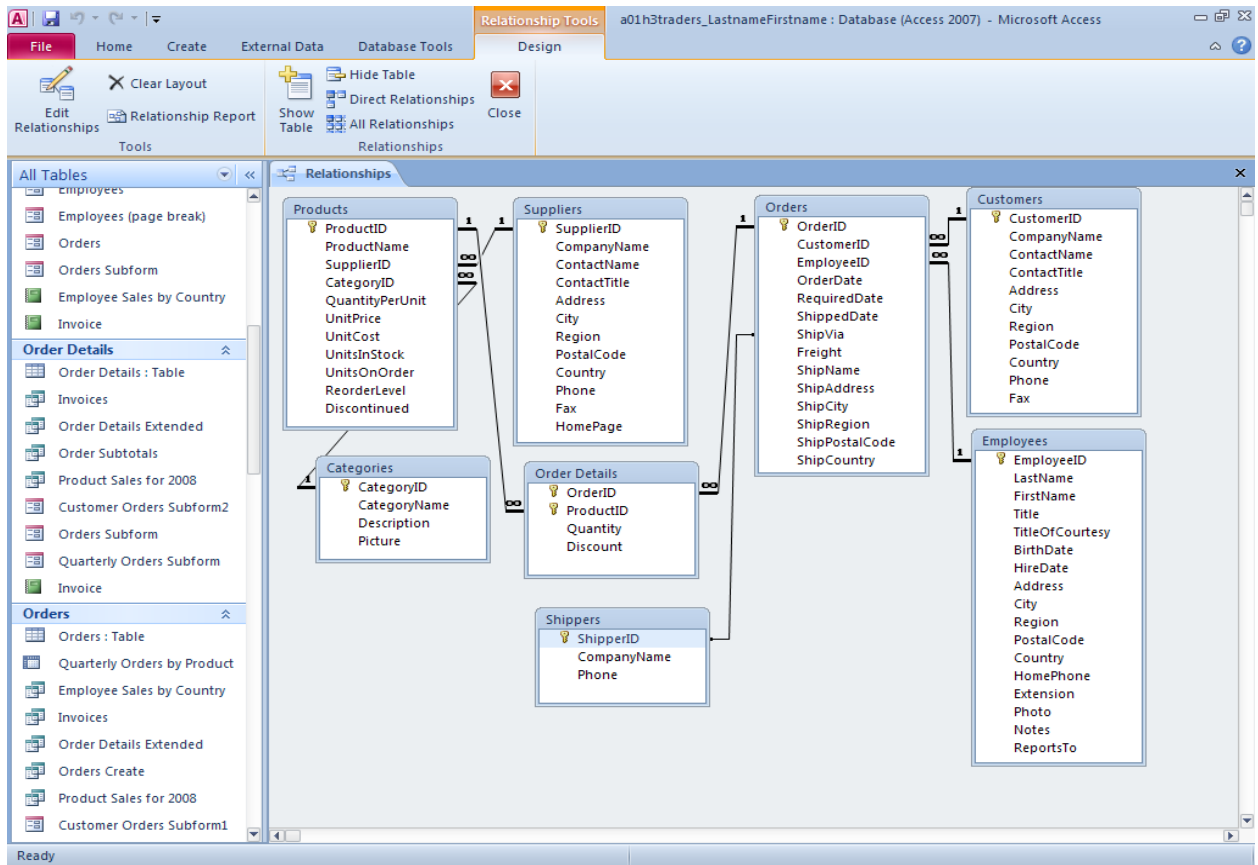 Relationship Tools
a01h3traders_LastnameFirstname : Database (Access 2007) - Microsoft Access
File Home Create External Data Database Tools Design
Edit Relationships
Clear Layout
Relationship Report
Tools
Show Table
Hide Table
Direct Relationships
All Relationships
Relationships
Close
All Tables
Employees
Employees (page break)
Orders
Orders Subform
Employee Sales by Country
Invoice
Order Details
Order Details : Table
Invoices
Order Details Extended
Order Subtotals
Product Sales for 2008
Customer Orders Subform2
Orders Subform
Quarterly Orders Subform
Invoice
Orders
Orders : Table
Quarterly Orders by Product
Employee Sales by Country
Invoices
Order Details Extended
Orders Create
Product Sales for 2008
Customer Orders Subform1
Relationships
Products
ProductID
ProductName
SupplierID
CategoryID
QuantityPerUnit
UnitPrice
UnitCost
UnitsInStock
UnitsOnOrder
ReorderLevel
Discontinued
1
∞
∞
1
Suppliers
SupplierID
CompanyName
ContactName
ContactTitle
Address
City
Region
PostalCode
Country
Phone
Fax
HomePage
1
Categories
CategoryID
CategoryName
Description
Picture
∞
Order Details
OrderID
ProductID
Quantity
Discount
∞
Shippers
ShipperID
CompanyName
Phone
1
Orders
OrderID
CustomerID
EmployeeID
OrderDate
RequiredDate
ShippedDate
ShipVia
Freight
ShipName
ShipAddress
ShipCity
ShipRegion
ShipPostalCode
ShipCountry
∞
∞
1
Customers
CustomerID
CompanyName
ContactName
ContactTitle
Address
City
Region
PostalCode
Country
Phone
Fax
1
Employees
EmployeeID
LastName
FirstName
Title
TitleOfCourtesy
BirthDate
HireDate
Address
City
Region
PostalCode
Country
HomePhone
Extension
Photo
Notes
ReportsTo
Ready